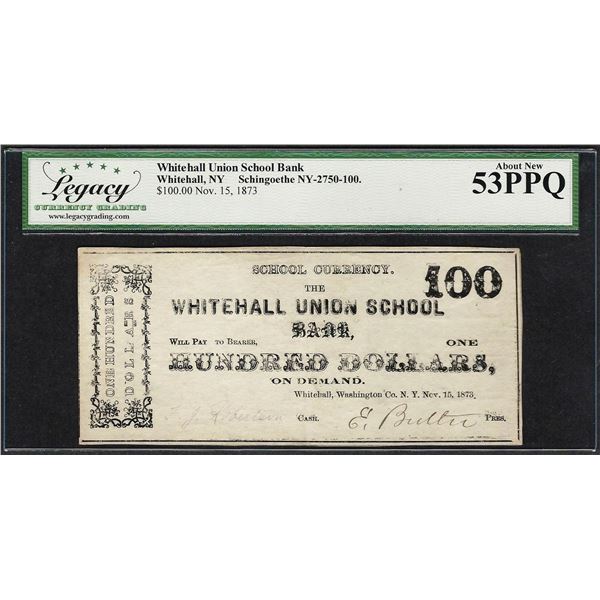 Legacy
CURRENCY GRADING
www.legacygrading.com
Whitehall Union School Bank
Whitehall, NY Schingoethe NY-2750-100.
$100.00 Nov. 15, 1873
About New
53PPQ
ONE HUNDRED
DOLLARS
SCHOOL CURRENCY.
100
THE
WHITEHALL UNION SCHOOL
BANK,
WILL PAY TO BEARER, ONE
HUNDRED DOLLARS,
ON DEMAND.
Whitehall, Washington Co. N. Y. Nov. 15, 1873
CASH. E. Butler PRES.